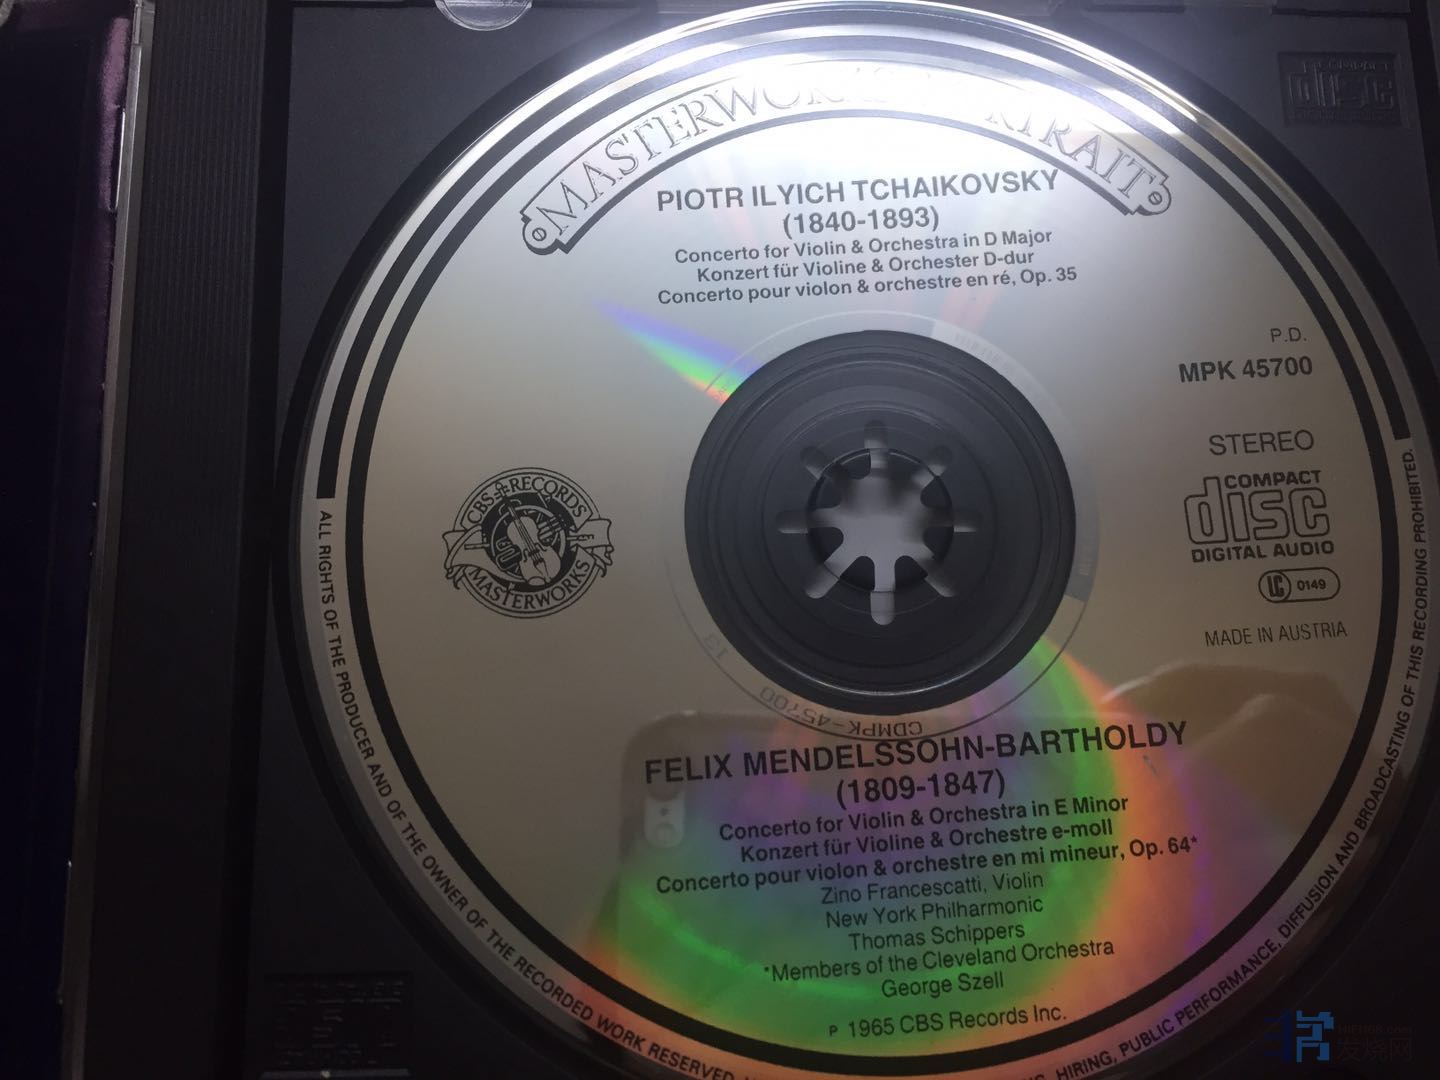 MASTERWORKS PORTRAIT
PIOTR ILYICH TCHAIKOVSKY
(1840-1893)
Concerto for Violin & Orchestra in D Major
Konzert für Violine & Orchester D-dur
Concerto pour violon & orchestre en ré, Op. 35
P.D.
MPK 45700
STEREO
COMPACT
disc
DIGITAL AUDIO
LC 0149
MADE IN AUSTRIA
CBS RECORDS
MASTERWORKS
13
CDMPK-45700
FELIX MENDELSSOHN-BARTHOLDY
(1809-1847)
Concerto for Violin & Orchestra in E Minor
Konzert für Violine & Orchestre e-moll
Concerto pour violon & orchestre en mi mineur, Op. 64*
Zino Francescatti, Violin
New York Philharmonic
Thomas Schippers
*Members of the Cleveland Orchestra
George Szell
P 1965 CBS Records Inc.
ALL RIGHTS OF THE PRODUCER AND OF THE OWNER OF THE RECORDED WORK RESERVED. HIRING, PUBLIC PERFORMANCE, DIFFUSION AND BROADCASTING OF THIS RECORDING PROHIBITED.
disc
HIFI168.com
发烧网